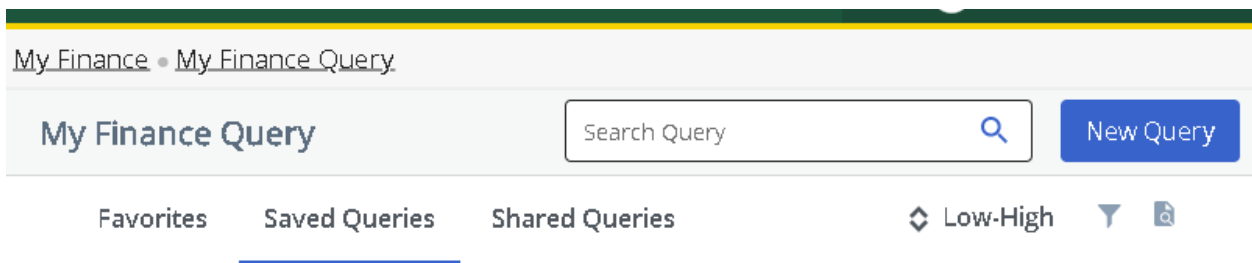 My Finance • My Finance Query
My Finance Query Search Query New Query
Favorites Saved Queries Shared Queries Low-High